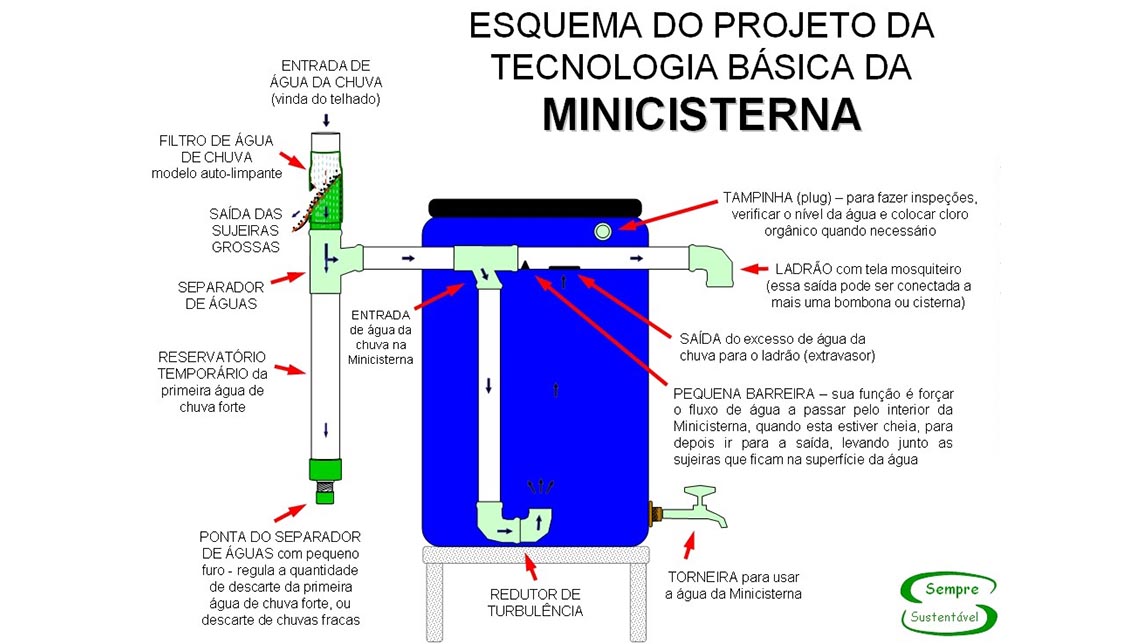 ESQUEMA DO PROJETO DA
TECNOLOGIA BÁSICA DA
MINICISTERNA
ENTRADA DE
ÁGUA DA CHUVA
(vinda do telhado)
FILTRO DE ÁGUA
DE CHUVA
modelo auto-limpante
SAÍDA DAS
SUJEIRAS
GROSSAS
SEPARADOR
DE ÁGUAS
RESERVATÓRIO
TEMPORÁRIO da
primeira água de
chuva forte
PONTA DO SEPARADOR
DE ÁGUAS com pequeno
furo - regula a quantidade
de descarte da primeira
água de chuva forte, ou
descarte de chuvas fracas
ENTRADA
de água da
chuva na
Minicisterna
REDUTOR DE
TURBULÊNCIA
TAMPINHA (plug) – para fazer inspeções,
verificar o nível da água e colocar cloro
orgânico quando necessário
LADRÃO com tela mosquiteiro
(essa saída pode ser conectada a
mais uma bombona ou cisterna)
SAÍDA do excesso de água da
chuva para o ladrão (extravasor)
PEQUENA BARREIRA – sua função é forçar
o fluxo de água a passar pelo interior da
Minicisterna, quando esta estiver cheia, para
depois ir para a saída, levando junto as
sujeiras que ficam na superfície da água
TORNEIRA para usar
a água da Minicisterna
Sempre
Sustentável